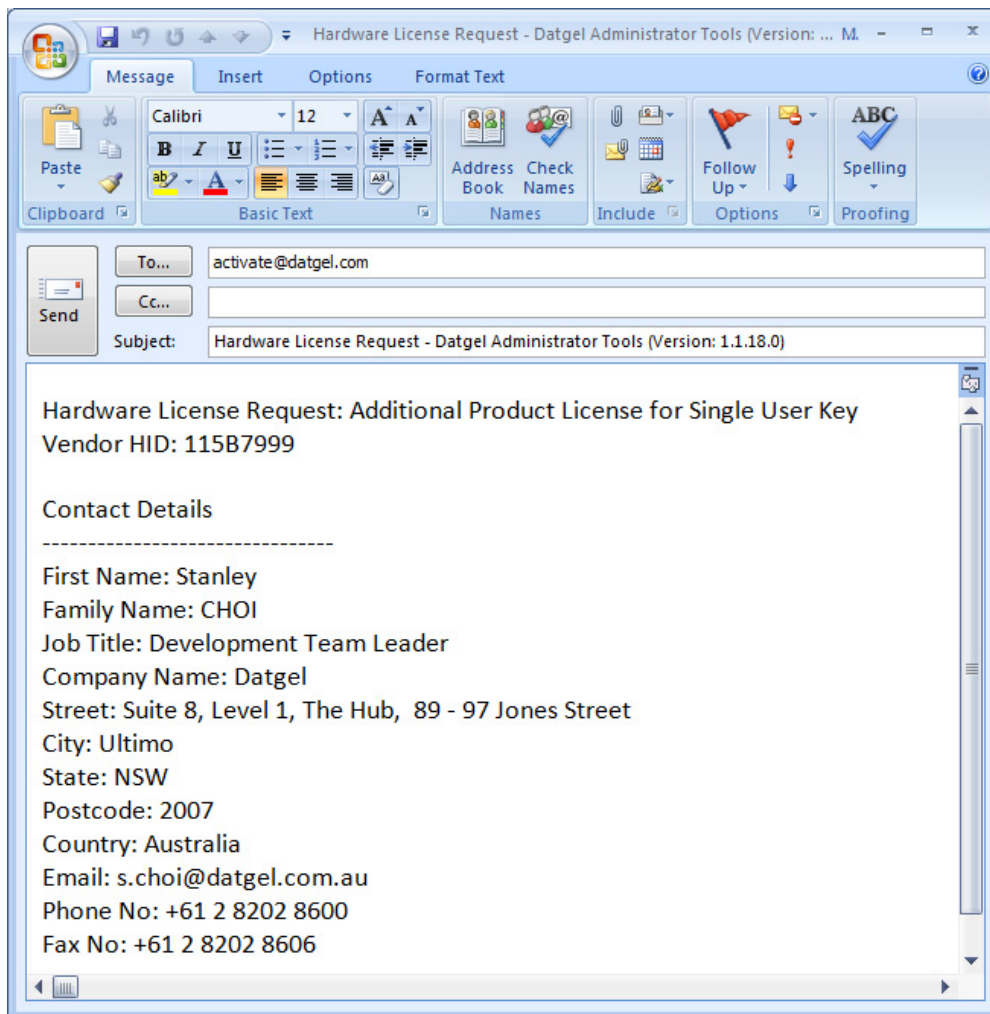 Hardware License Request - Datgel Administrator Tools (Version: ... M.
Message Insert Options Format Text
Calibri 12 A A
B I U
ab A
Paste
Address Book
Check Names
Follow Up
ABC
Spelling
Clipboard Basic Text Names Include Options Proofing
Send
To... activate@datgel.com
Cc...
Subject: Hardware License Request - Datgel Administrator Tools (Version: 1.1.18.0)
Hardware License Request: Additional Product License for Single User Key
Vendor HID: 115B7999
Contact Details
--------------------------------
First Name: Stanley
Family Name: CHOI
Job Title: Development Team Leader
Company Name: Datgel
Street: Suite 8, Level 1, The Hub,  89 - 97 Jones Street
City: Ultimo
State: NSW
Postcode: 2007
Country: Australia
Email: s.choi@datgel.com.au
Phone No: +61 2 8202 8600
Fax No: +61 2 8202 8606